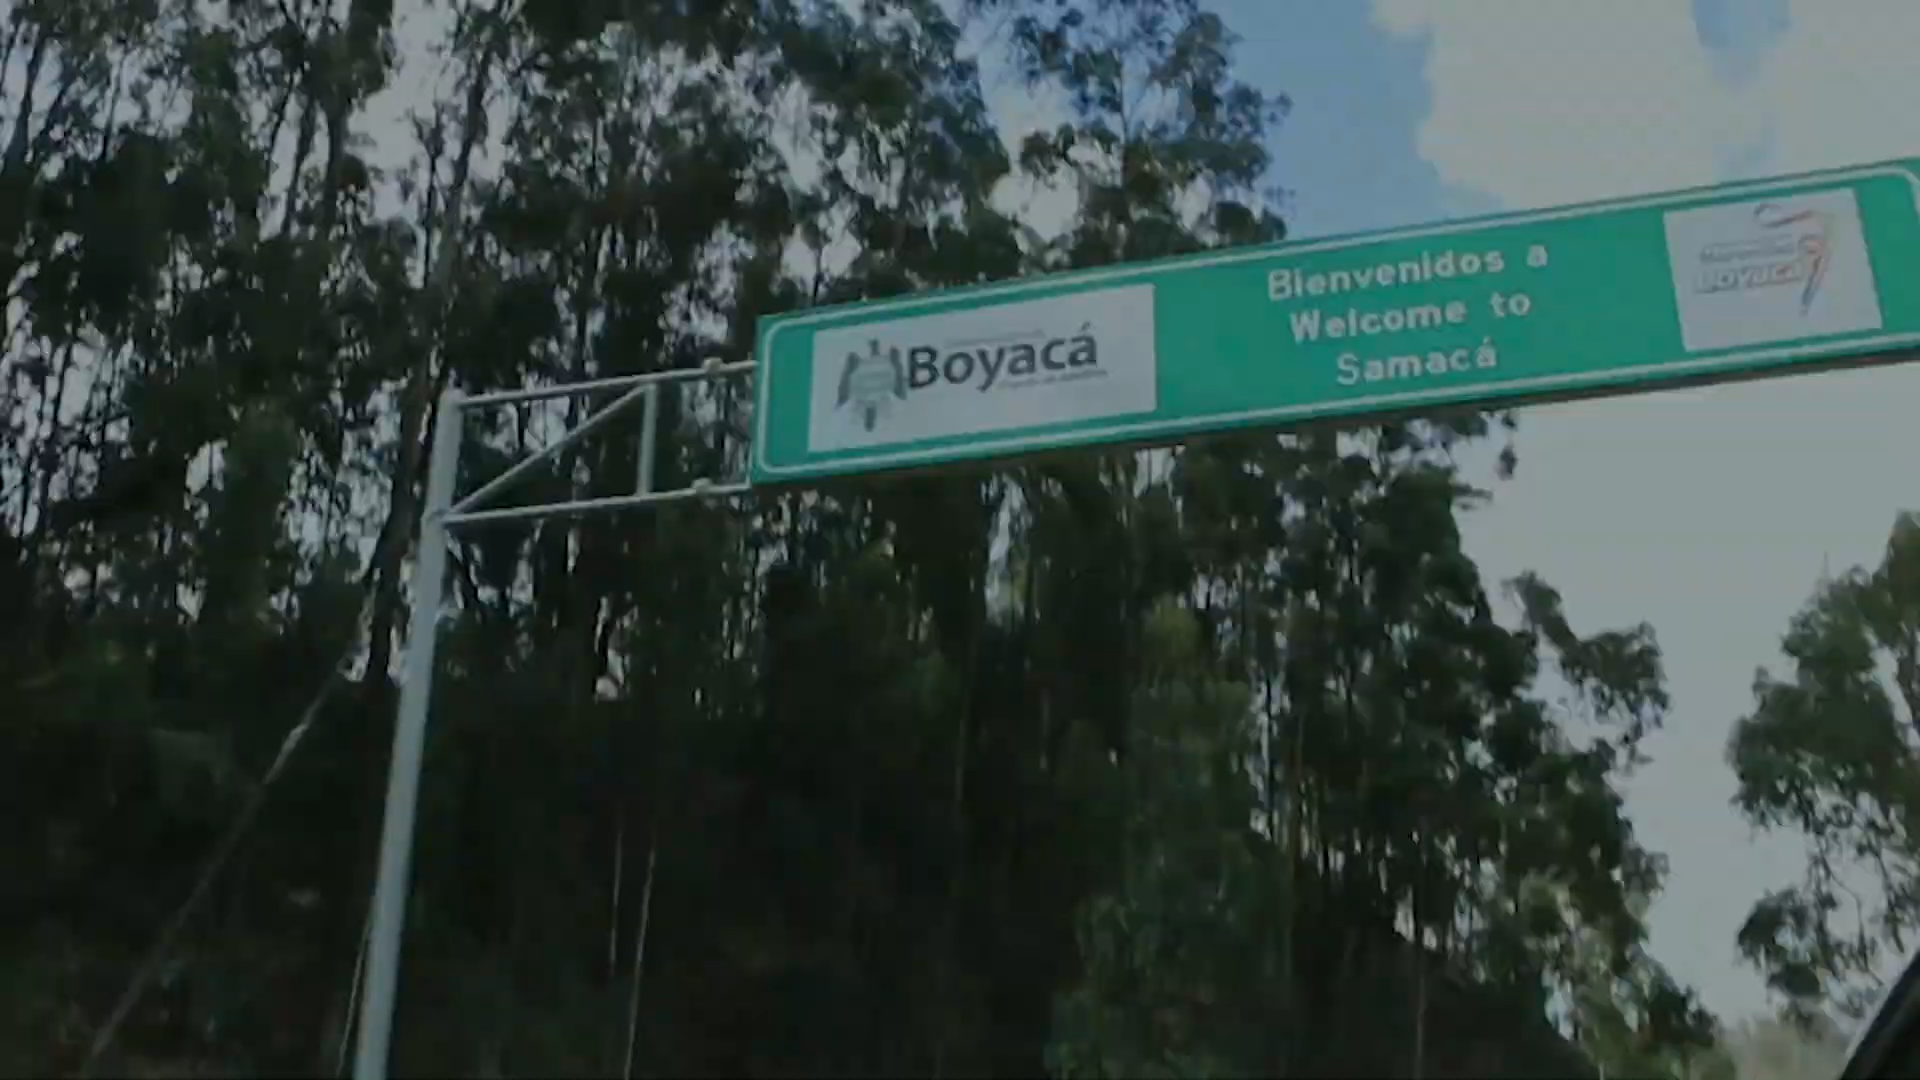 Boyacá
Bienvenidos a
Welcome to
Samacá
Boyacá